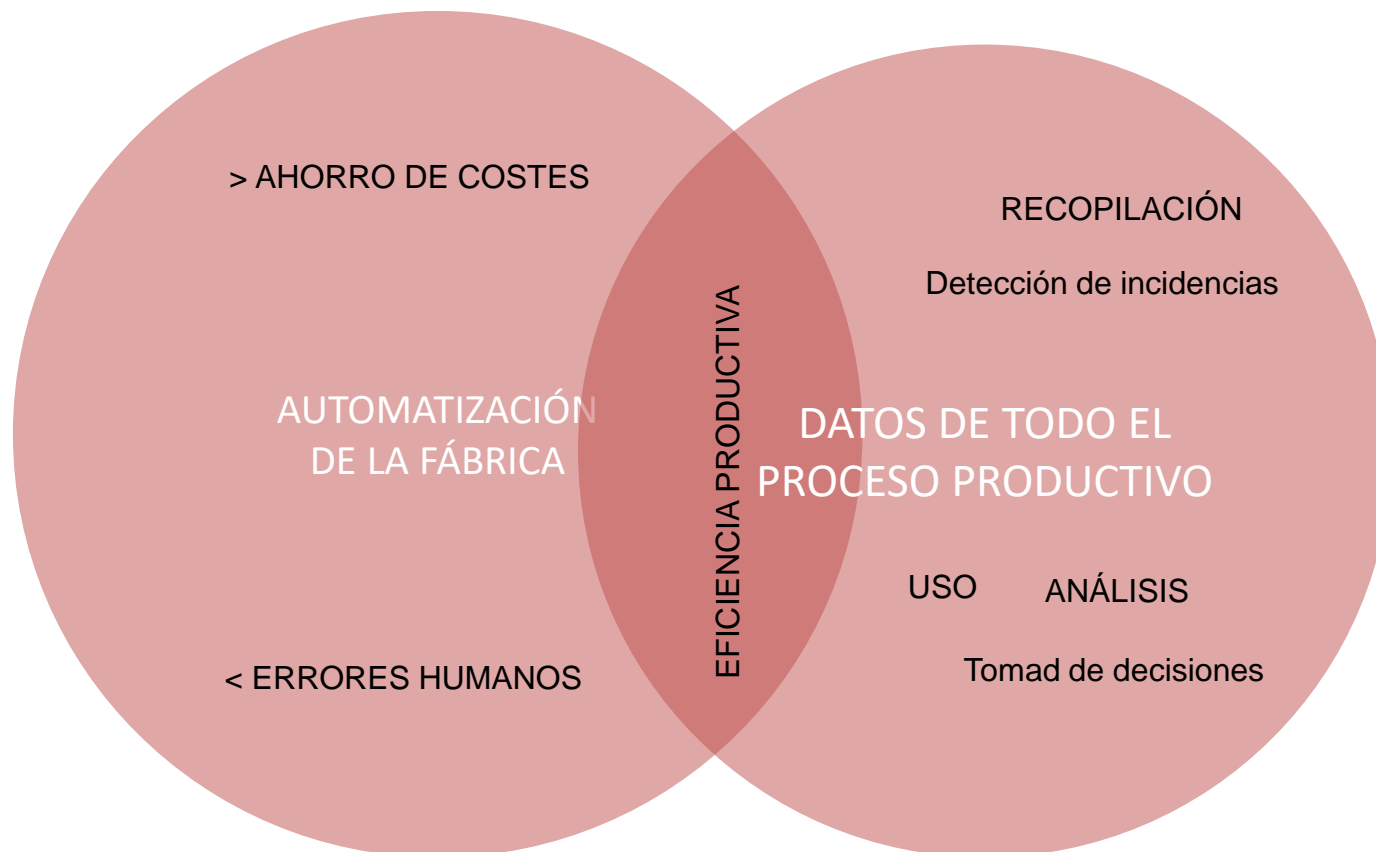 > AHORRO DE COSTES
AUTOMATIZACIÓN
DE LA FÁBRICA
< ERRORES HUMANOS
EFICIENCIA PRODUCTIVA
RECOPILACIÓN
Detección de incidencias
DATOS DE TODO EL
PROCESO PRODUCTIVO
USO ANÁLISIS
Tomad de decisiones